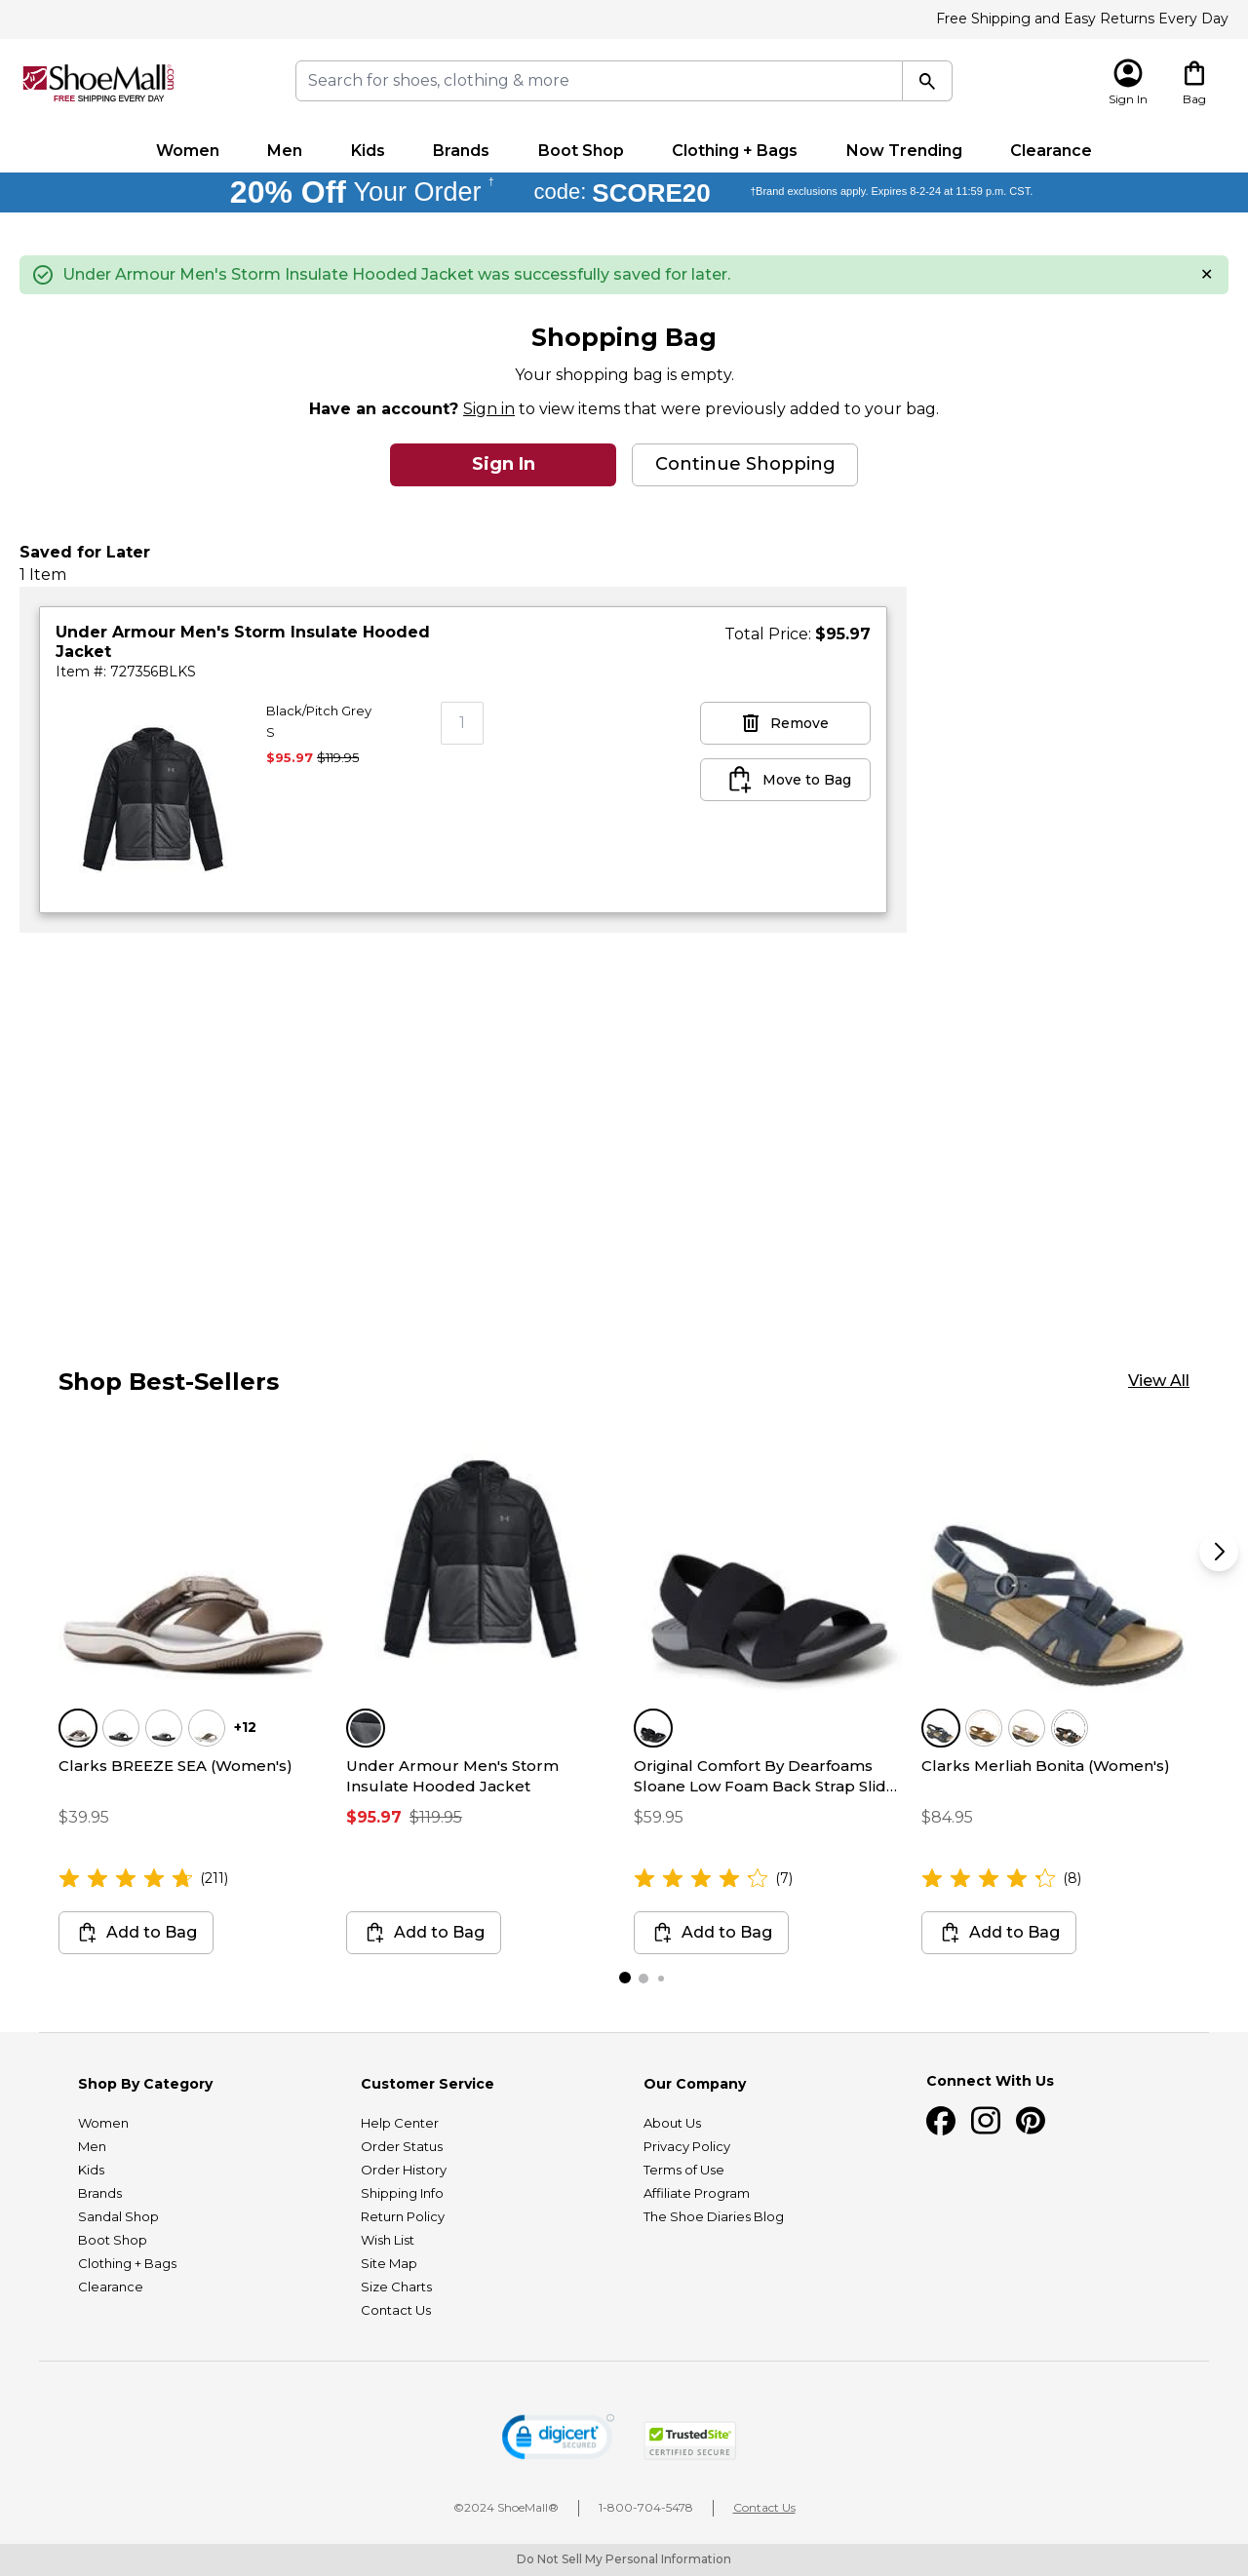 Free Shipping and Easy Returns Every Day
ShoeMall.com
FREE SHIPPING EVERY DAY
Search for shoes, clothing & more
Sign In
Bag
Women Men Kids Brands Boot Shop Clothing + Bags Now Trending Clearance
20% Off Your Order † code: SCORE20 †Brand exclusions apply. Expires 8-2-24 at 11:59 p.m. CST.
Under Armour Men's Storm Insulate Hooded Jacket was successfully saved for later.
Shopping Bag
Your shopping bag is empty.
Have an account? Sign in to view items that were previously added to your bag.
Sign In Continue Shopping
Saved for Later
1 Item
Under Armour Men's Storm Insulate Hooded
Jacket
Total Price: $95.97
Item #: 727356BLKS
Black/Pitch Grey
S
$95.97 $119.95
1
Remove
Move to Bag
Shop Best-Sellers View All
+12
Clarks BREEZE SEA (Women's)
$39.95
(211)
Add to Bag
Under Armour Men's Storm
Insulate Hooded Jacket
$95.97 $119.95
Add to Bag
Original Comfort By Dearfoams
Sloane Low Foam Back Strap Slid...
$59.95
(7)
Add to Bag
Clarks Merliah Bonita (Women's)
$84.95
(8)
Add to Bag
Shop By Category
Women
Men
Kids
Brands
Sandal Shop
Boot Shop
Clothing + Bags
Clearance
Customer Service
Help Center
Order Status
Order History
Shipping Info
Return Policy
Wish List
Site Map
Size Charts
Contact Us
Our Company
About Us
Privacy Policy
Terms of Use
Affiliate Program
The Shoe Diaries Blog
Connect With Us
digicert
SECURED
TrustedSite
CERTIFIED SECURE
©2024 ShoeMall® 1-800-704-5478 Contact Us
Do Not Sell My Personal Information